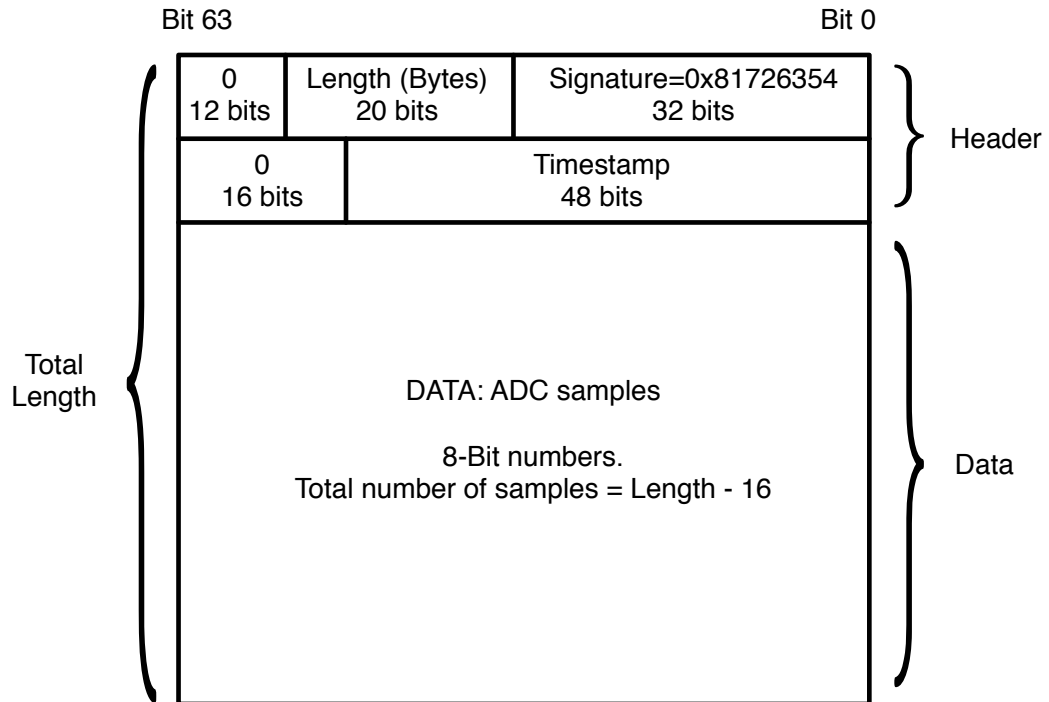 Bit 63
Bit 0
0
12 bits
Length (Bytes)
20 bits
Signature=0x81726354
32 bits
Header
0
16 bits
Timestamp
48 bits
Total
Length
DATA: ADC samples
8-Bit numbers.
Total number of samples = Length - 16
Data